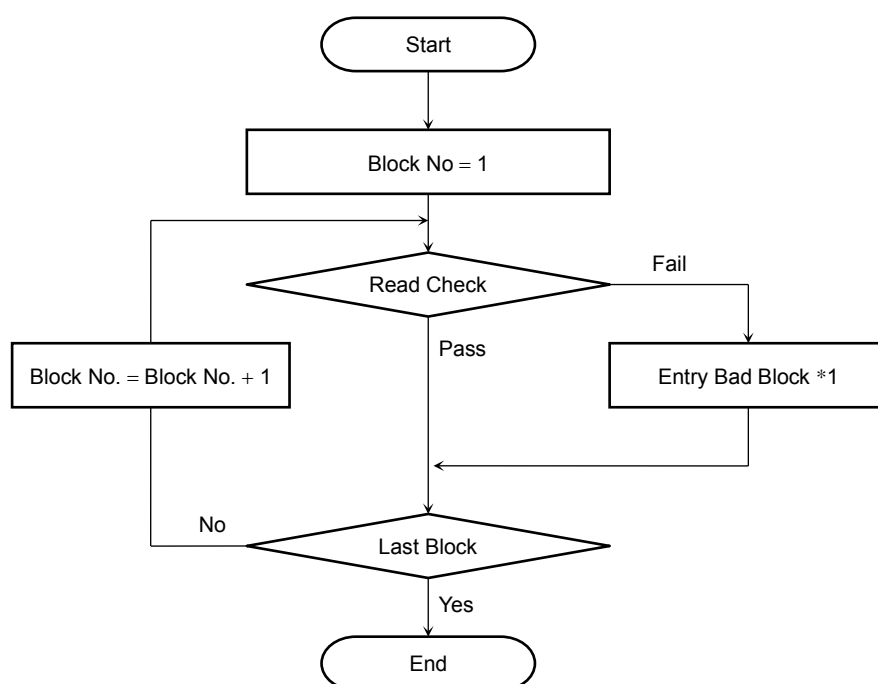 Start
Block No = 1
Read Check
Fail
Pass
Block No. = Block No. + 1
Entry Bad Block *1
No
Last Block
Yes
End